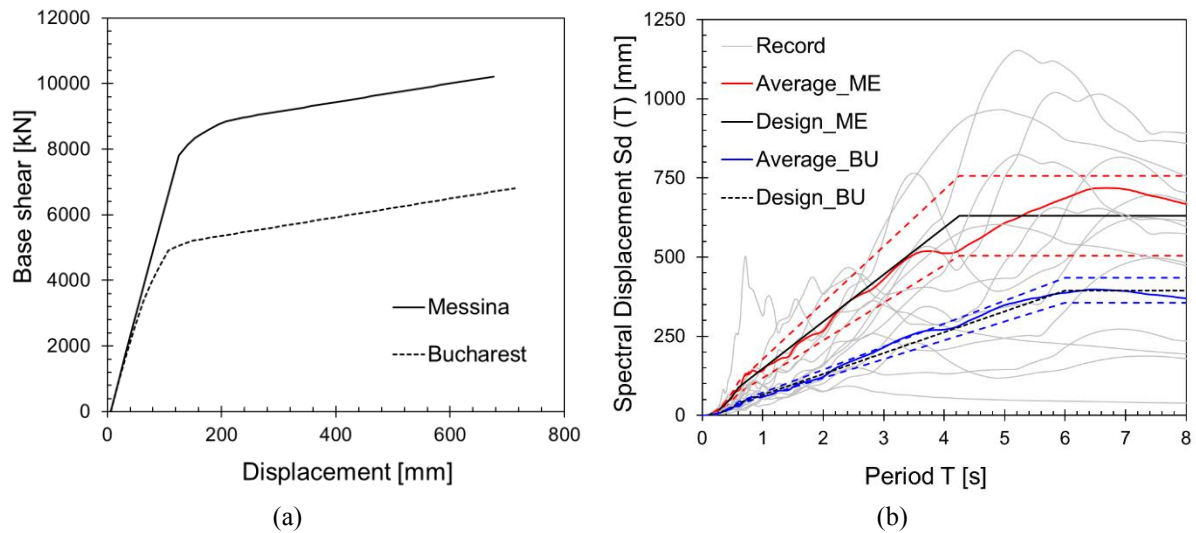 12000
10000
8000
6000
4000
2000
0
Base shear [kN]
Messina
Bucharest
0 200 400 600 800
Displacement [mm]
(a)
1250
1000
750
500
250
0
Spectral Displacement Sd (T) [mm]
Record
Average_ME
Design_ME
Average_BU
Design_BU
0 1 2 3 4 5 6 7 8
Period T [s]
(b)